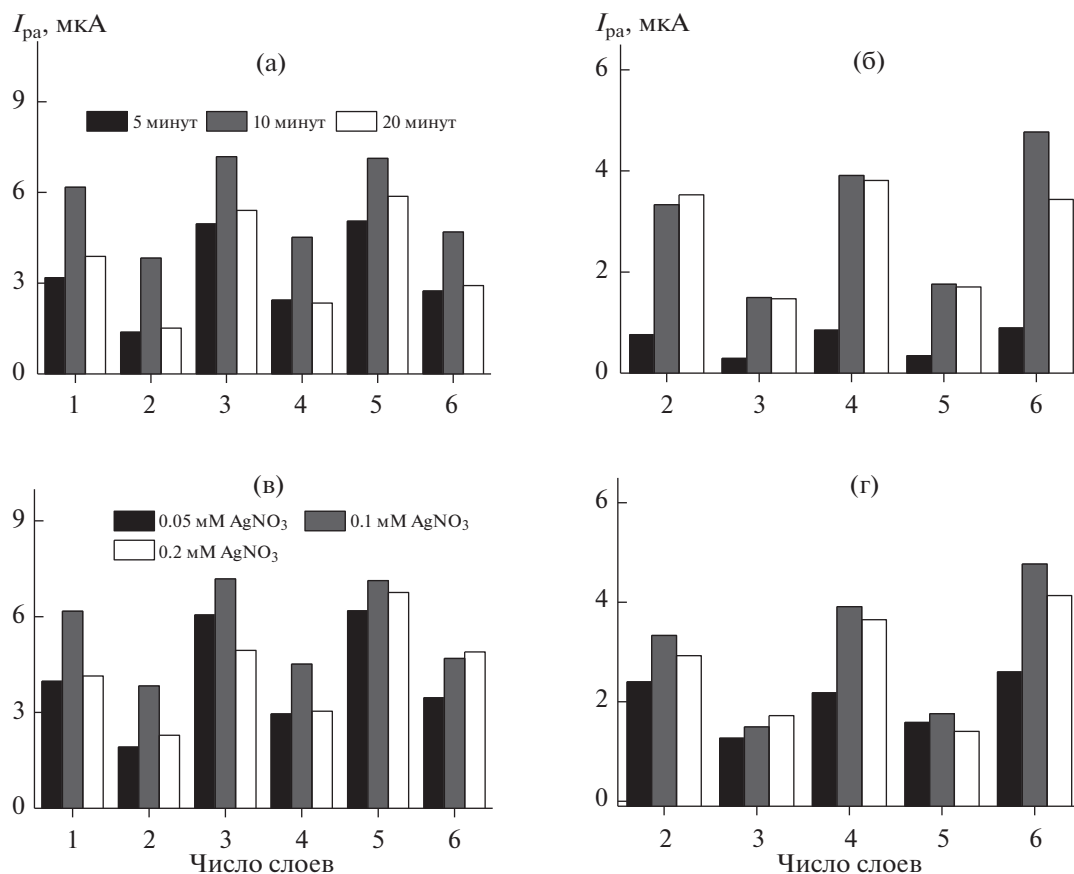 I_pa, мкА
(а)
9
6
3
0
5 минут 10 минут 20 минут
1 2 3 4 5 6
I_pa, мкА
(б)
6
4
2
0
2 3 4 5 6
(в)
9
6
3
0
0.05 мМ AgNO₃ 0.1 мМ AgNO₃
0.2 мМ AgNO₃
1 2 3 4 5 6
Число слоев
(г)
6
4
2
0
2 3 4 5 6
Число слоев